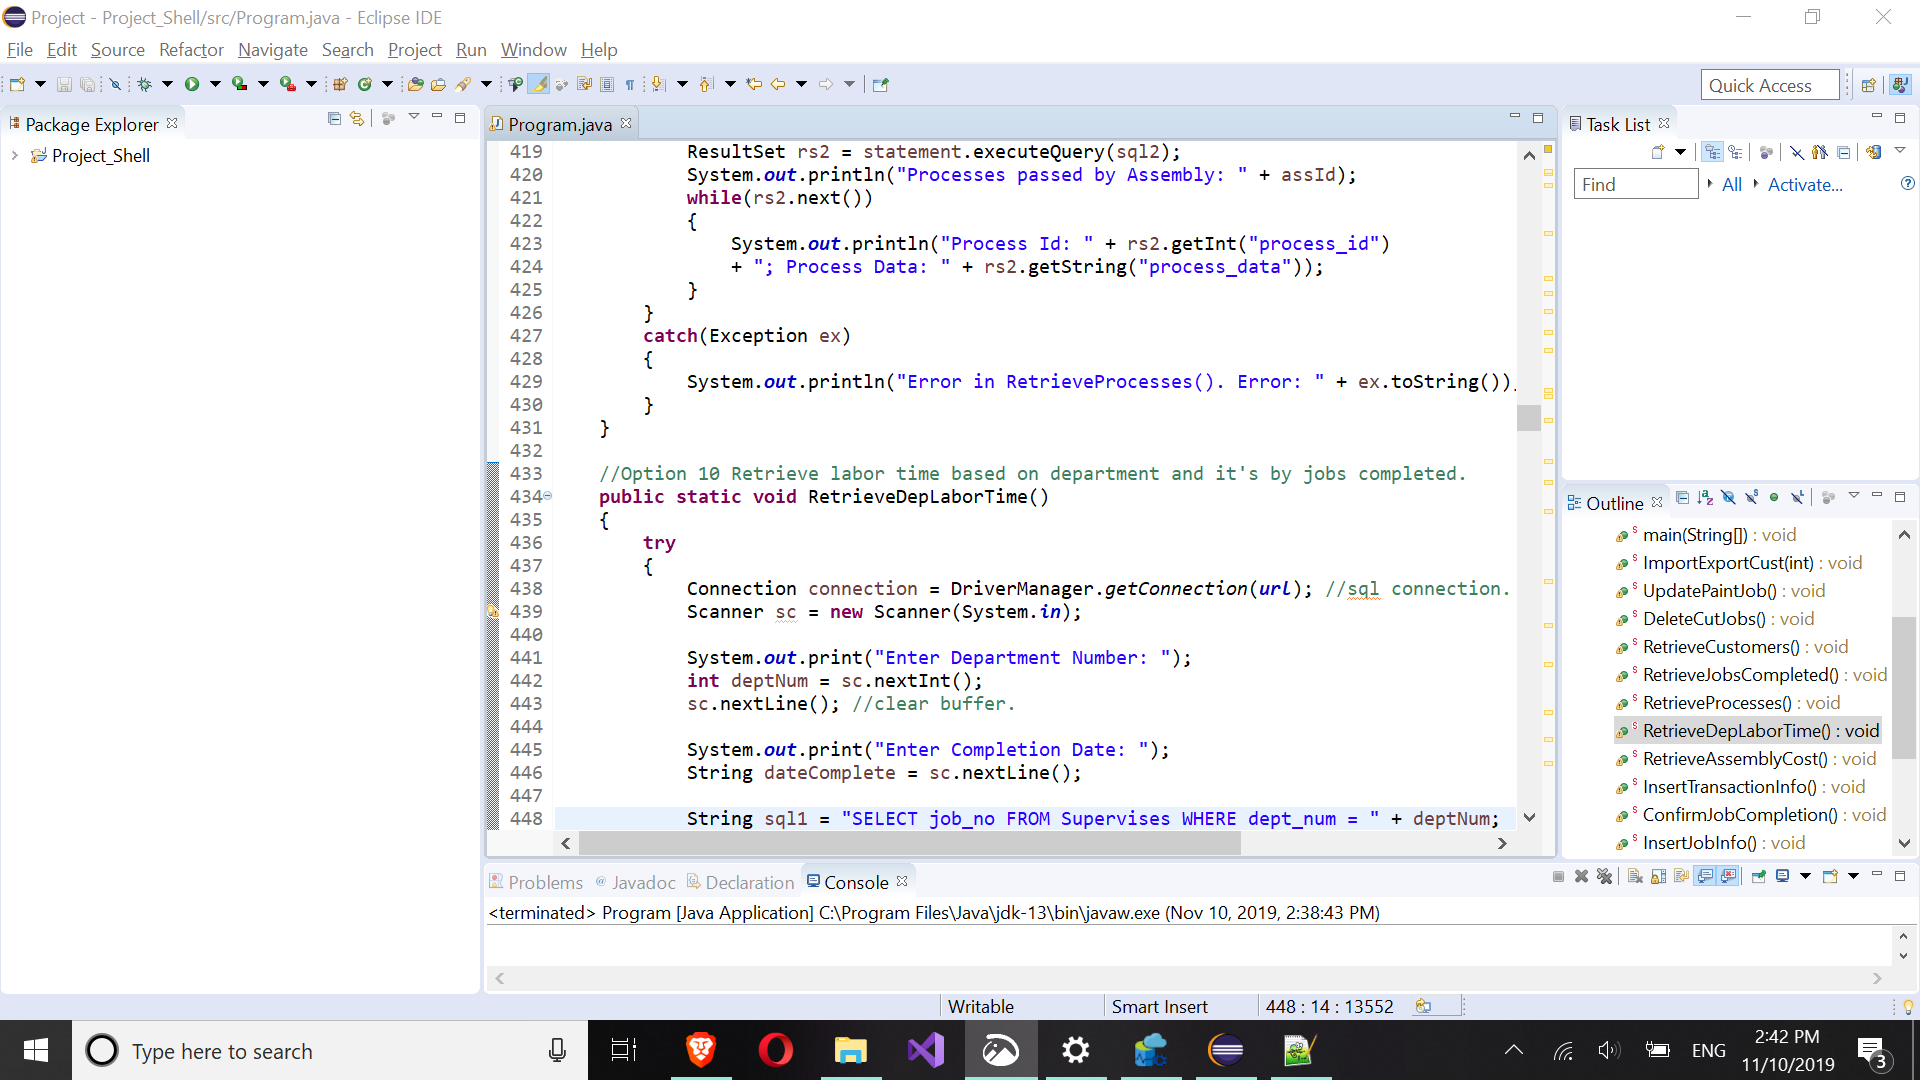 Project - Project_Shell/src/Program.java - Eclipse IDE
File Edit Source Refactor Navigate Search Project Run Window Help
Quick Access
Package Explorer
Project_Shell
Program.java
419 ResultSet rs2 = statement.executeQuery(sql2);
420 System.out.println("Processes passed by Assembly: " + assId);
421 while(rs2.next())
422 {
423 System.out.println("Process Id: " + rs2.getInt("process_id")
424 + "; Process Data: " + rs2.getString("process_data"));
425 }
426 }
427 catch(Exception ex)
428 {
429 System.out.println("Error in RetrieveProcesses(). Error: " + ex.toString())
430 }
431 }
432
433 //Option 10 Retrieve labor time based on department and it's by jobs completed.
434 public static void RetrieveDepLaborTime()
435 {
436 try
437 {
438 Connection connection = DriverManager.getConnection(url); //sql connection.
439 Scanner sc = new Scanner(System.in);
440
441 System.out.print("Enter Department Number: ");
442 int deptNum = sc.nextInt();
443 sc.nextLine(); //clear buffer.
444
445 System.out.print("Enter Completion Date: ");
446 String dateComplete = sc.nextLine();
447
448 String sql1 = "SELECT job_no FROM Supervises WHERE dept_num = " + deptNum;
Task List
Find All Activate...
Outline
main(String[]) : void
ImportExportCust(int) : void
UpdatePaintJob() : void
DeleteCutJobs() : void
RetrieveCustomers() : void
RetrieveJobsCompleted() : void
RetrieveProcesses() : void
RetrieveDepLaborTime() : void
RetrieveAssemblyCost() : void
InsertTransactionInfo() : void
ConfirmJobCompletion() : void
InsertJobInfo() : void
Problems @ Javadoc Declaration Console
<terminated> Program [Java Application] C:\Program Files\Java\jdk-13\bin\javaw.exe (Nov 10, 2019, 2:38:43 PM)
Writable Smart Insert 448 : 14 : 13552
Type here to search
ENG
2:42 PM
11/10/2019
3